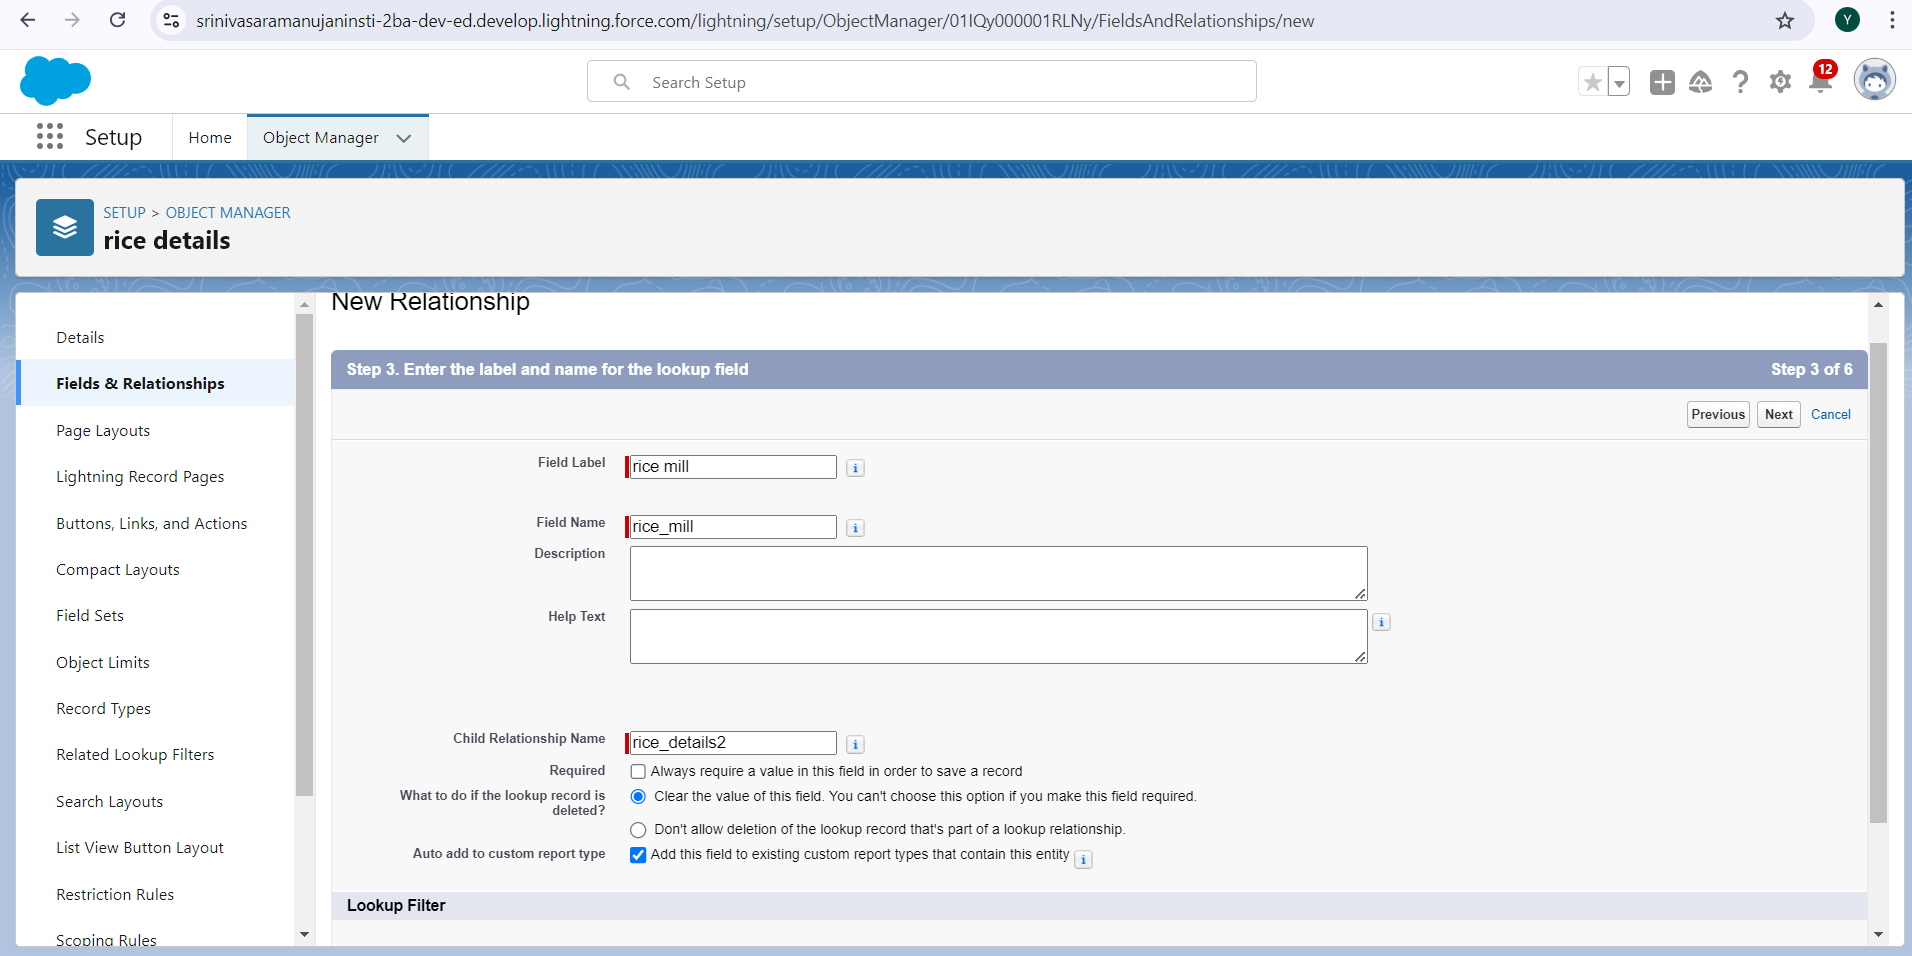 srinivasaramanujaninsti-2ba-dev-ed.develop.lightning.force.com/lightning/setup/ObjectManager/01IQy000001RLNy/FieldsAndRelationships/new
Y
Search Setup
12
Setup
Home
Object Manager
SETUP > OBJECT MANAGER
rice details
Details
Fields & Relationships
Page Layouts
Lightning Record Pages
Buttons, Links, and Actions
Compact Layouts
Field Sets
Object Limits
Record Types
Related Lookup Filters
Search Layouts
List View Button Layout
Restriction Rules
Scoping Rules
New Relationship
Step 3. Enter the label and name for the lookup field
Step 3 of 6
Previous Next Cancel
Field Label rice mill i
Field Name rice_mill i
Description
Help Text i
Child Relationship Name rice_details2 i
Required Always require a value in this field in order to save a record
What to do if the lookup record is deleted?
Clear the value of this field. You can't choose this option if you make this field required.
Don't allow deletion of the lookup record that's part of a lookup relationship.
Auto add to custom report type Add this field to existing custom report types that contain this entity i
Lookup Filter